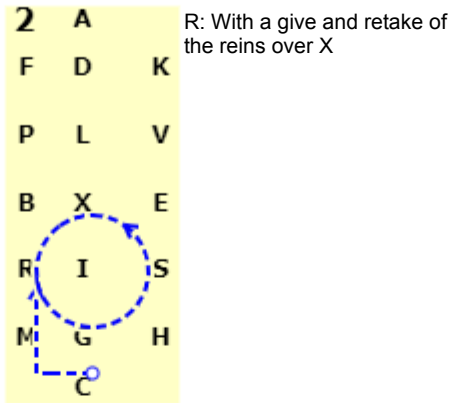 2 A
R: With a give and retake of
the reins over X
F D K
P L V
B X E
R I S
M G H
C